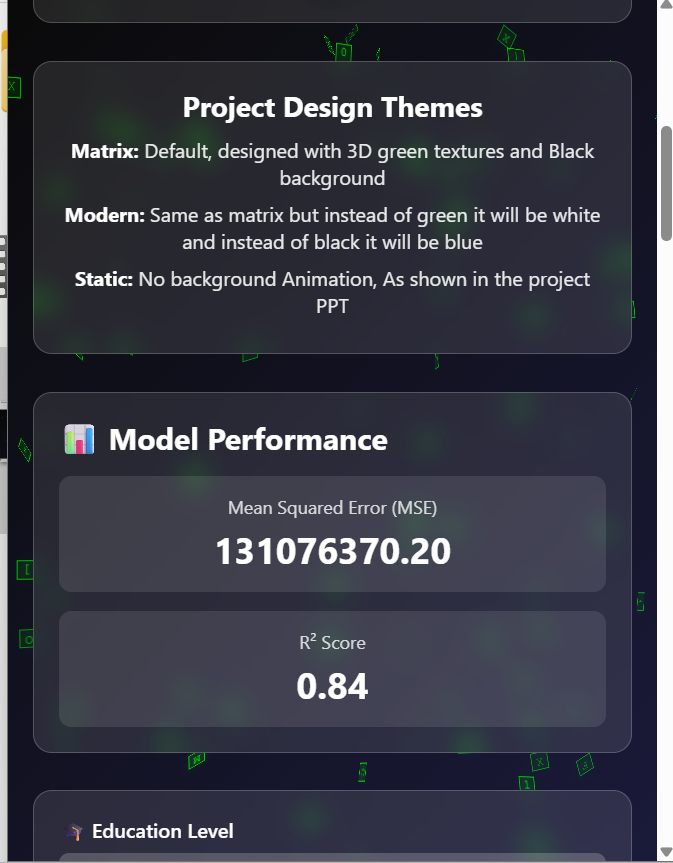 Project Design Themes
Matrix: Default, designed with 3D green textures and Black
background
Modern: Same as matrix but instead of green it will be white
and instead of black it will be blue
Static: No background Animation, As shown in the project
PPT
Model Performance
Mean Squared Error (MSE)
131076370.20
R² Score
0.84
Education Level